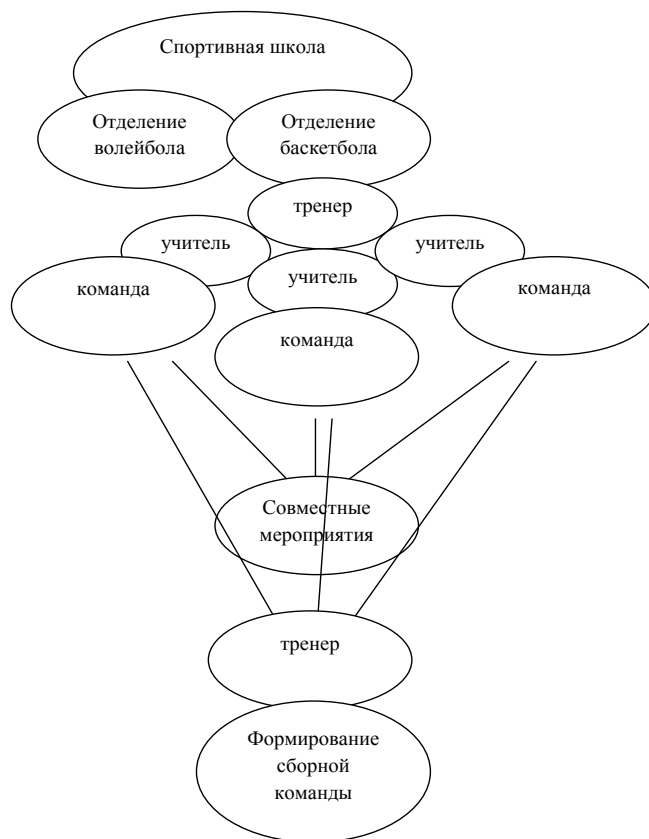 Спортивная школа
Отделение
волейбола
Отделение
баскетбола
тренер
учитель
учитель
учитель
команда
команда
команда
Совместные
мероприятия
тренер
Формирование
сборной
команды